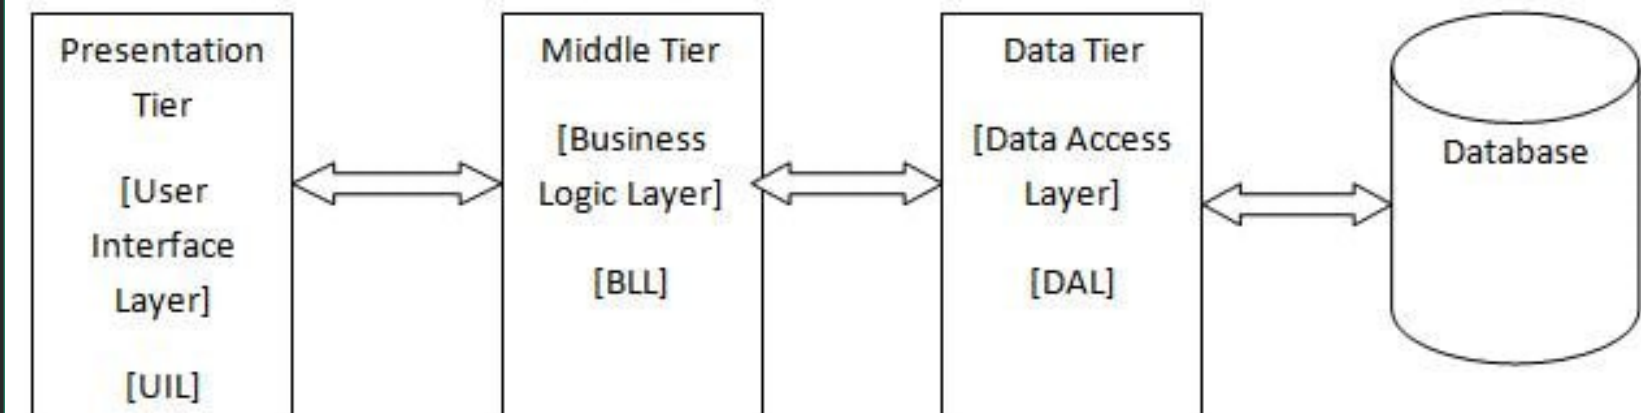 Presentation
Tier
[User
Interface
Layer]
[UIL]
Middle Tier
[Business
Logic Layer]
[BLL]
Data Tier
[Data Access
Layer]
[DAL]
Database